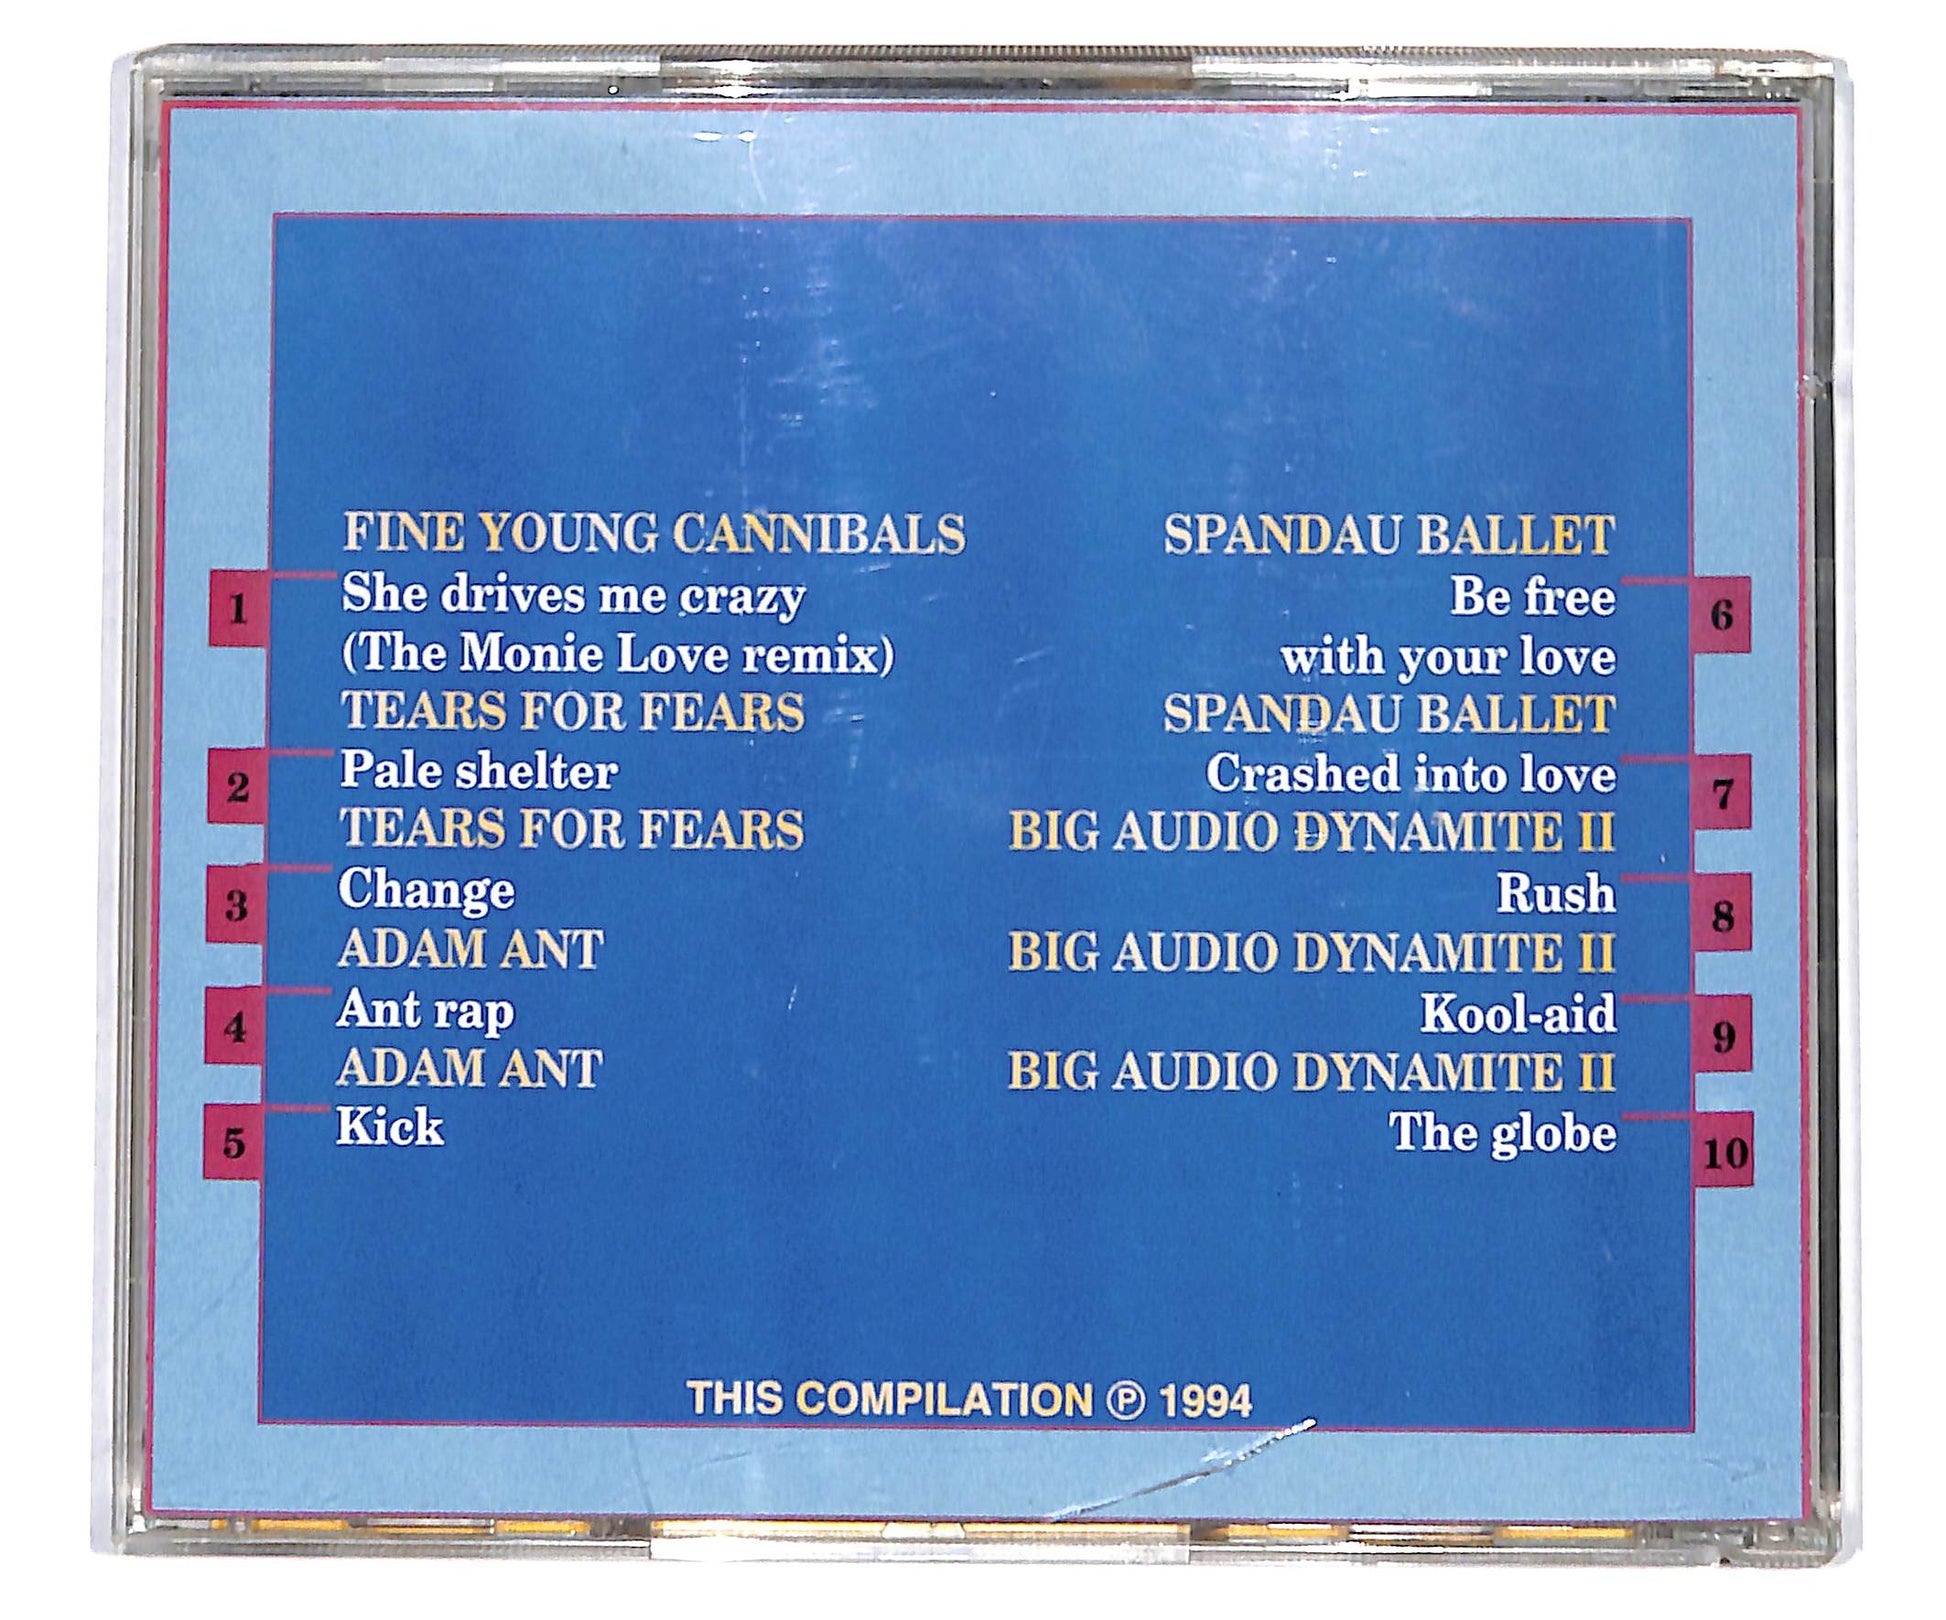 FINE YOUNG CANNIBALS
1 She drives me crazy
(The Monie Love remix)
TEARS FOR FEARS
2 Pale shelter
TEARS FOR FEARS
3 Change
ADAM ANT
4 Ant rap
ADAM ANT
5 Kick
SPANDAU BALLET
Be free 6
with your love
SPANDAU BALLET
Crashed into love 7
BIG AUDIO DYNAMITE II
Rush 8
BIG AUDIO DYNAMITE II
Kool-aid 9
BIG AUDIO DYNAMITE II
The globe 10
THIS COMPILATION ℗ 1994